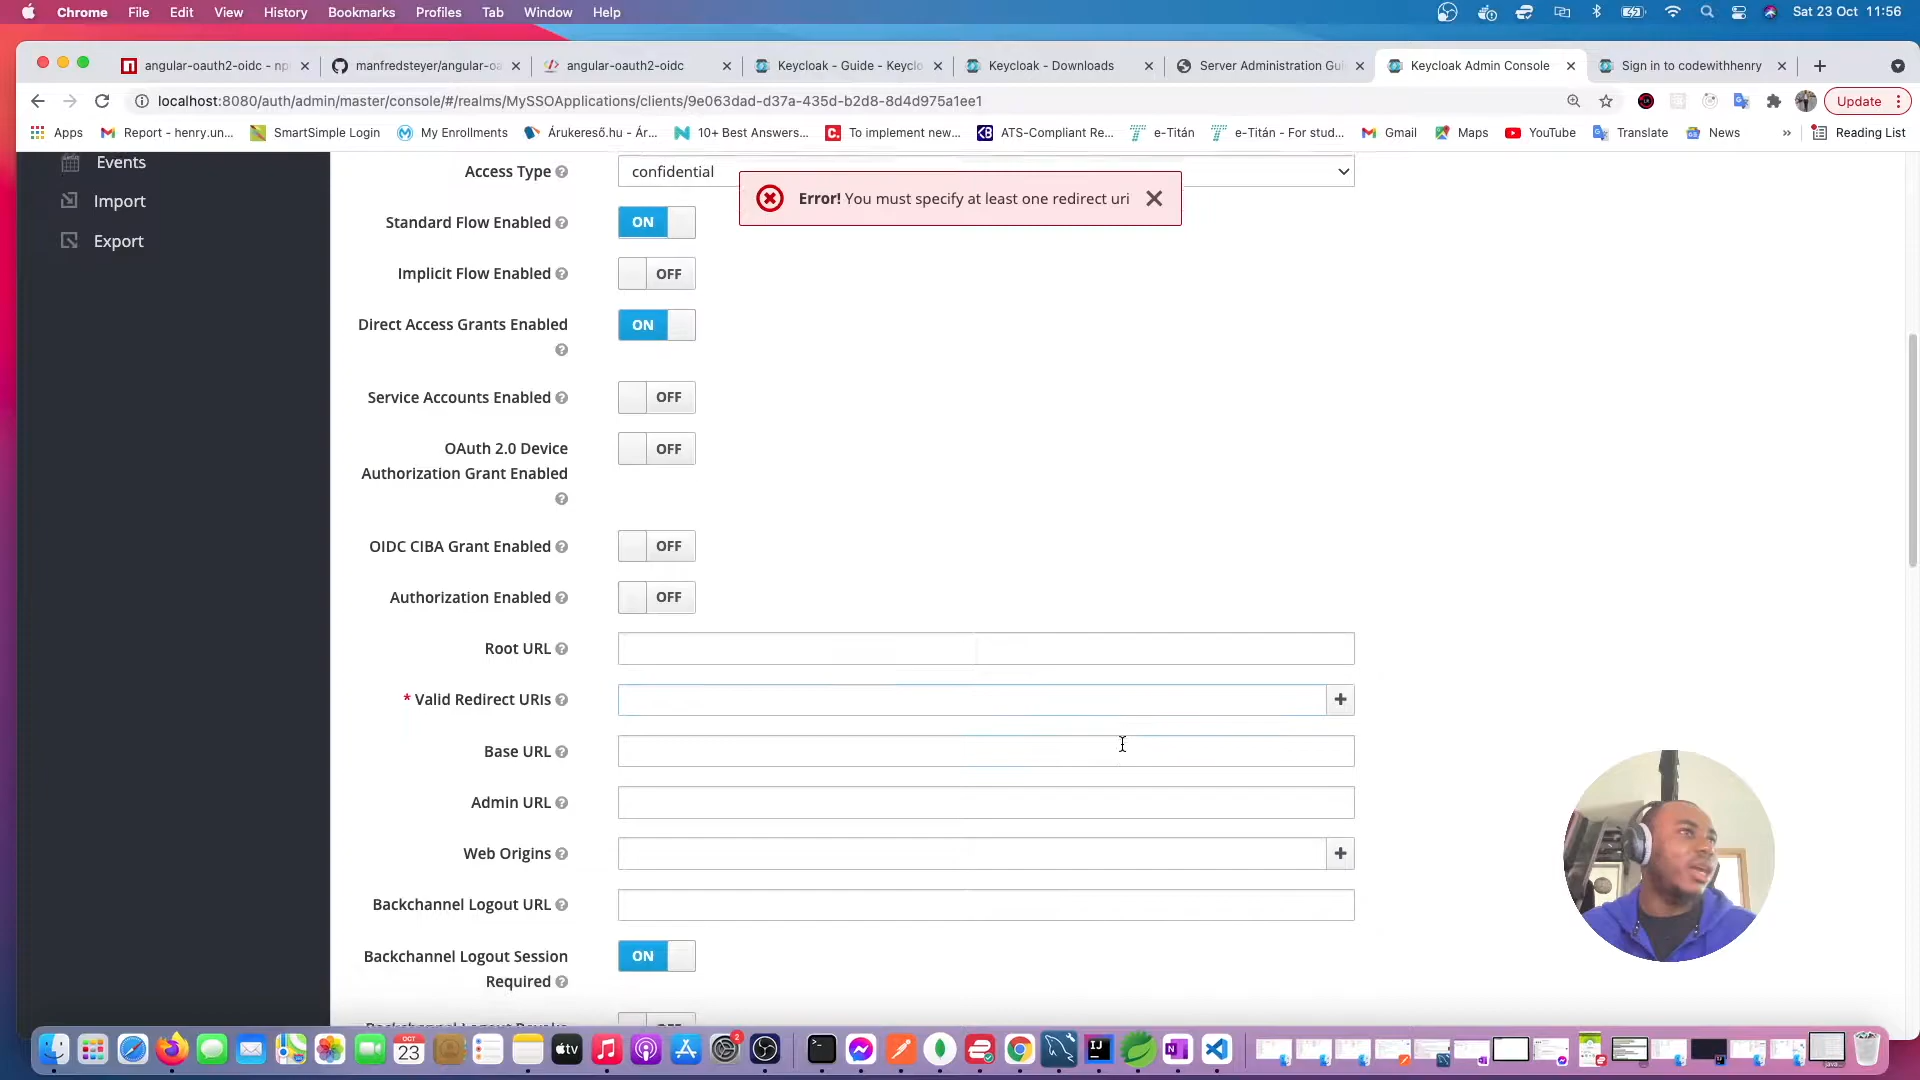 Chrome File Edit View History Bookmarks Profiles Tab Window Help Sat 23 Oct 11:56
angular-oauth2-oidc - np manfredsteyer/angular-oa angular-oauth2-oidc Keycloak - Guide - Keyclo Keycloak - Downloads Server Administration Gui Keycloak Admin Console Sign in to codewithhenry
localhost:8080/auth/admin/master/console/#/realms/MySSOApplications/clients/9e063dad-d37a-435d-b2d8-8d4d975a1ee1 Update
Apps Report - henry.un... SmartSimple Login My Enrollments Árukereső.hu - Ár... 10+ Best Answers... To implement new... ATS-Compliant Re... e-Titán e-Titán - For stud... Gmail Maps YouTube Translate News » Reading List
Events
Import
Export
Access Type confidential
Error! You must specify at least one redirect uri
Standard Flow Enabled ON
Implicit Flow Enabled OFF
Direct Access Grants Enabled ON
Service Accounts Enabled OFF
OAuth 2.0 Device OFF
Authorization Grant Enabled
OIDC CIBA Grant Enabled OFF
Authorization Enabled OFF
Root URL
* Valid Redirect URIs
Base URL
Admin URL
Web Origins
Backchannel Logout URL
Backchannel Logout Session ON
Required
Backchannel Logout Revoke OFF
OCT
23
tv
2
IJ